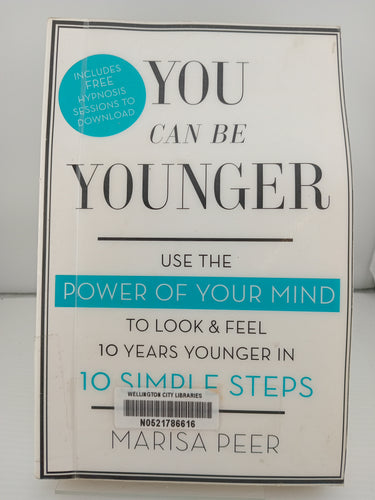 INCLUDES
FREE
HYPNOSIS
SESSIONS TO
DOWNLOAD
YOU
CAN BE
YOUNGER
USE THE
POWER OF YOUR MIND
TO LOOK & FEEL
10 YEARS YOUNGER IN
10 SIMPLE STEPS
WELLINGTON CITY LIBRARIES
N0521786616
MARISA PEER